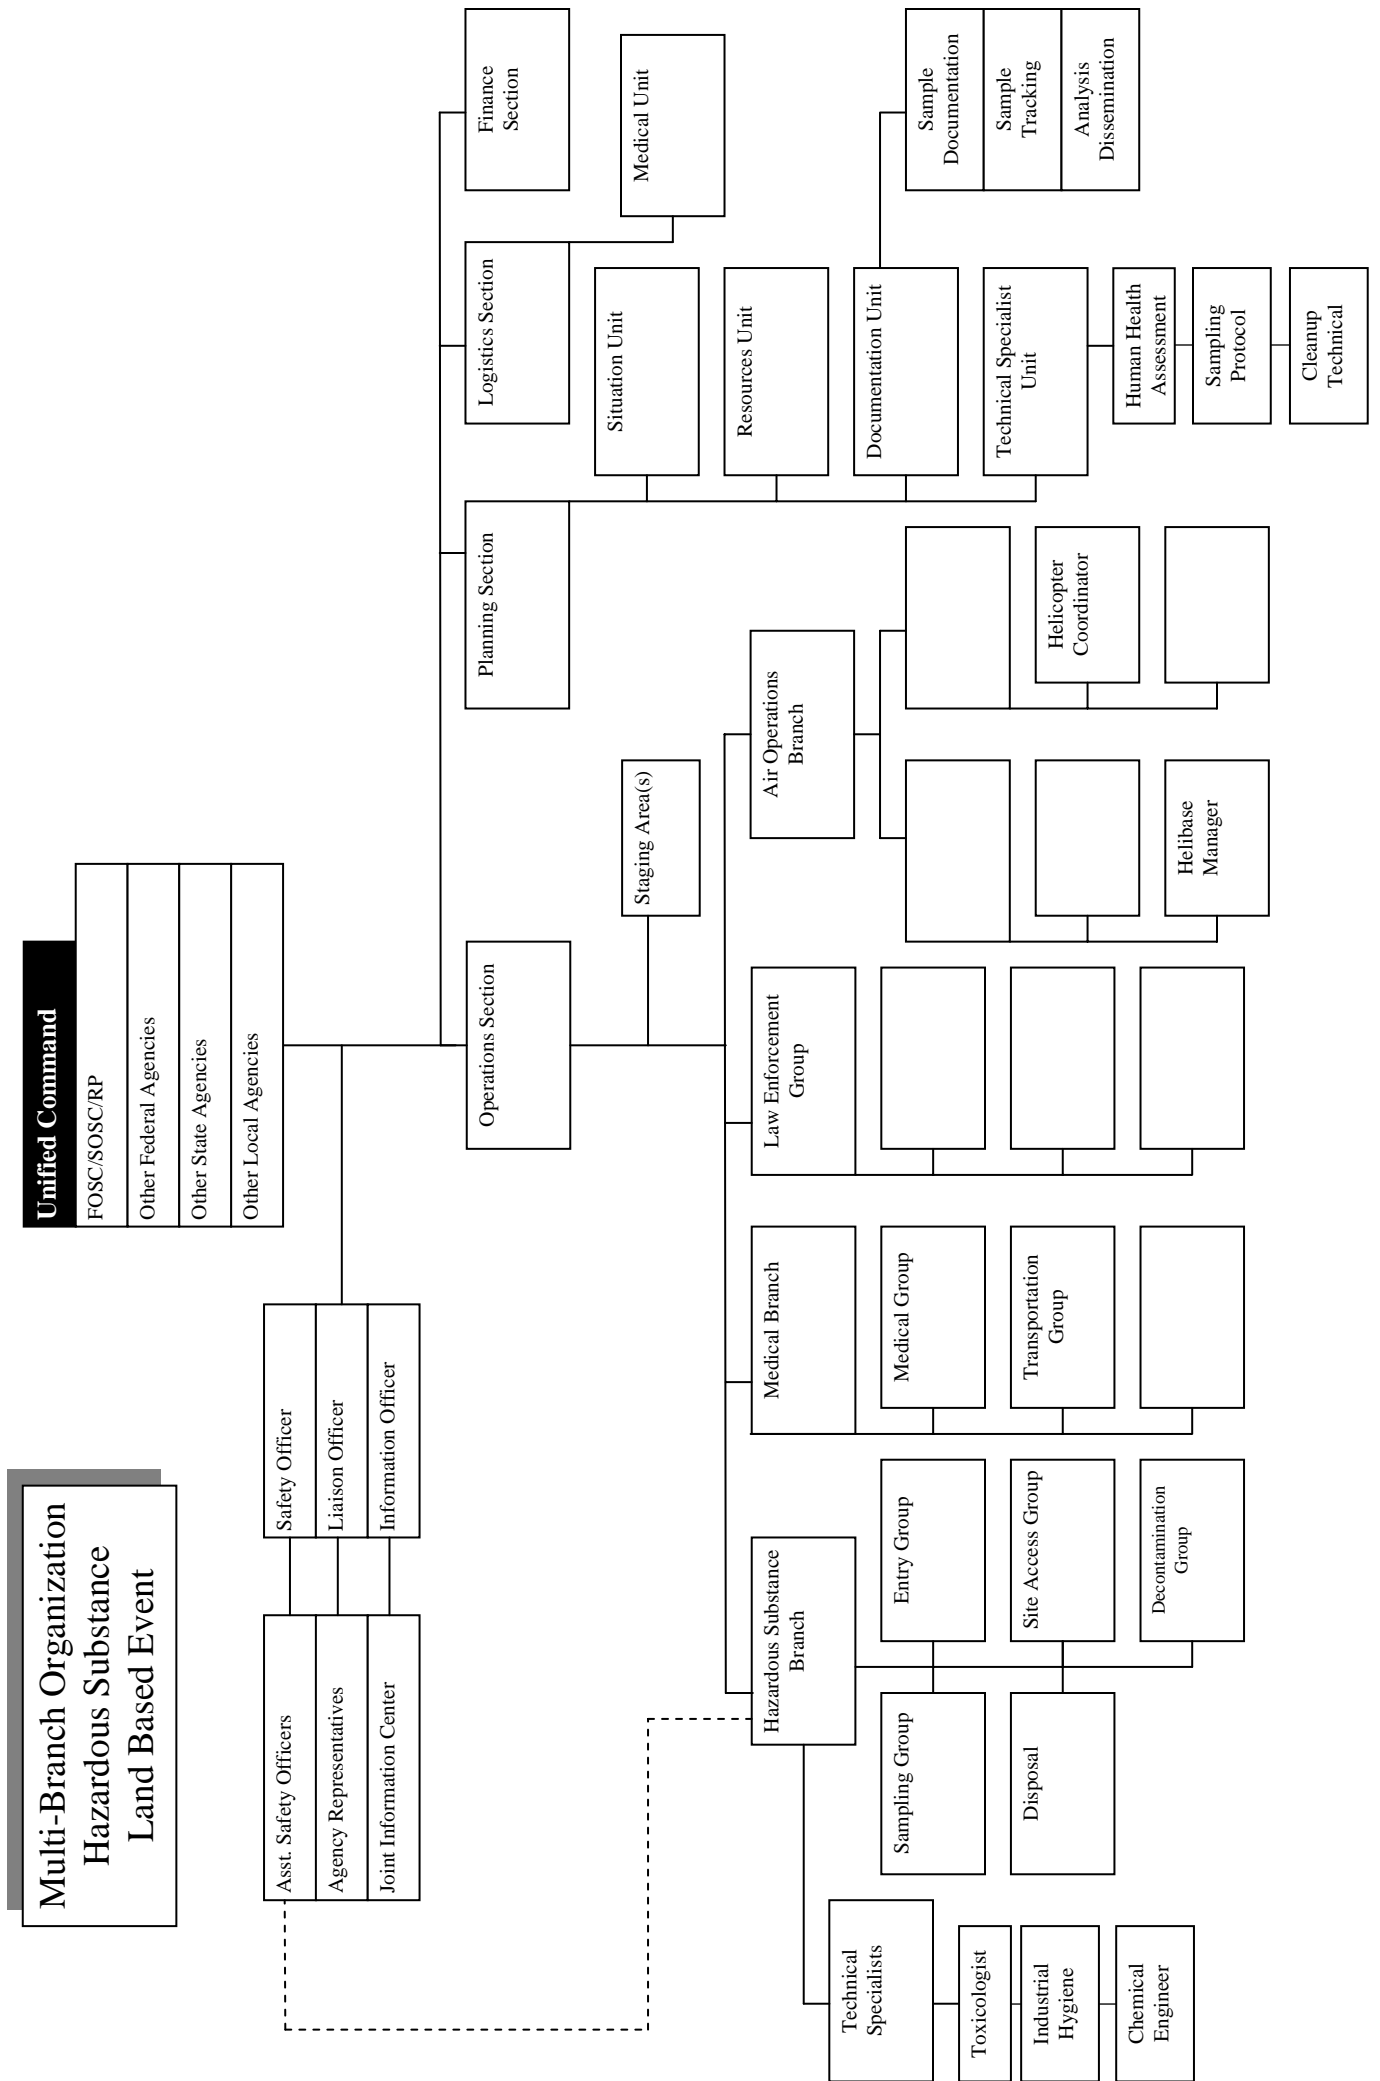 Multi-Branch Organization
Hazardous Substance
Land Based Event
Unified Command
FOSC/SOSC/RP
Other Federal Agencies
Other State Agencies
Other Local Agencies
Asst. Safety Officers
Agency Representatives
Joint Information Center
Safety Officer
Liaison Officer
Information Officer
Operations Section
Planning Section
Logistics Section
Finance
Section
Staging Area(s)
Situation Unit
Medical Unit
Resources Unit
Documentation Unit
Sample
Documentation
Sample
Tracking
Analysis
Dissemination
Technical Specialist
Unit
Human Health
Assessment
Sampling
Protocol
Cleanup
Technical
Hazardous Substance
Branch
Medical Branch
Law Enforcement
Group
Air Operations
Branch
Technical
Specialists
Toxicologist
Industrial
Hygiene
Chemical
Engineer
Sampling Group
Entry Group
Disposal
Site Access Group
Decontamination
Group
Medical Group
Transportation
Group
Helibase
Manager
Helicopter
Coordinator